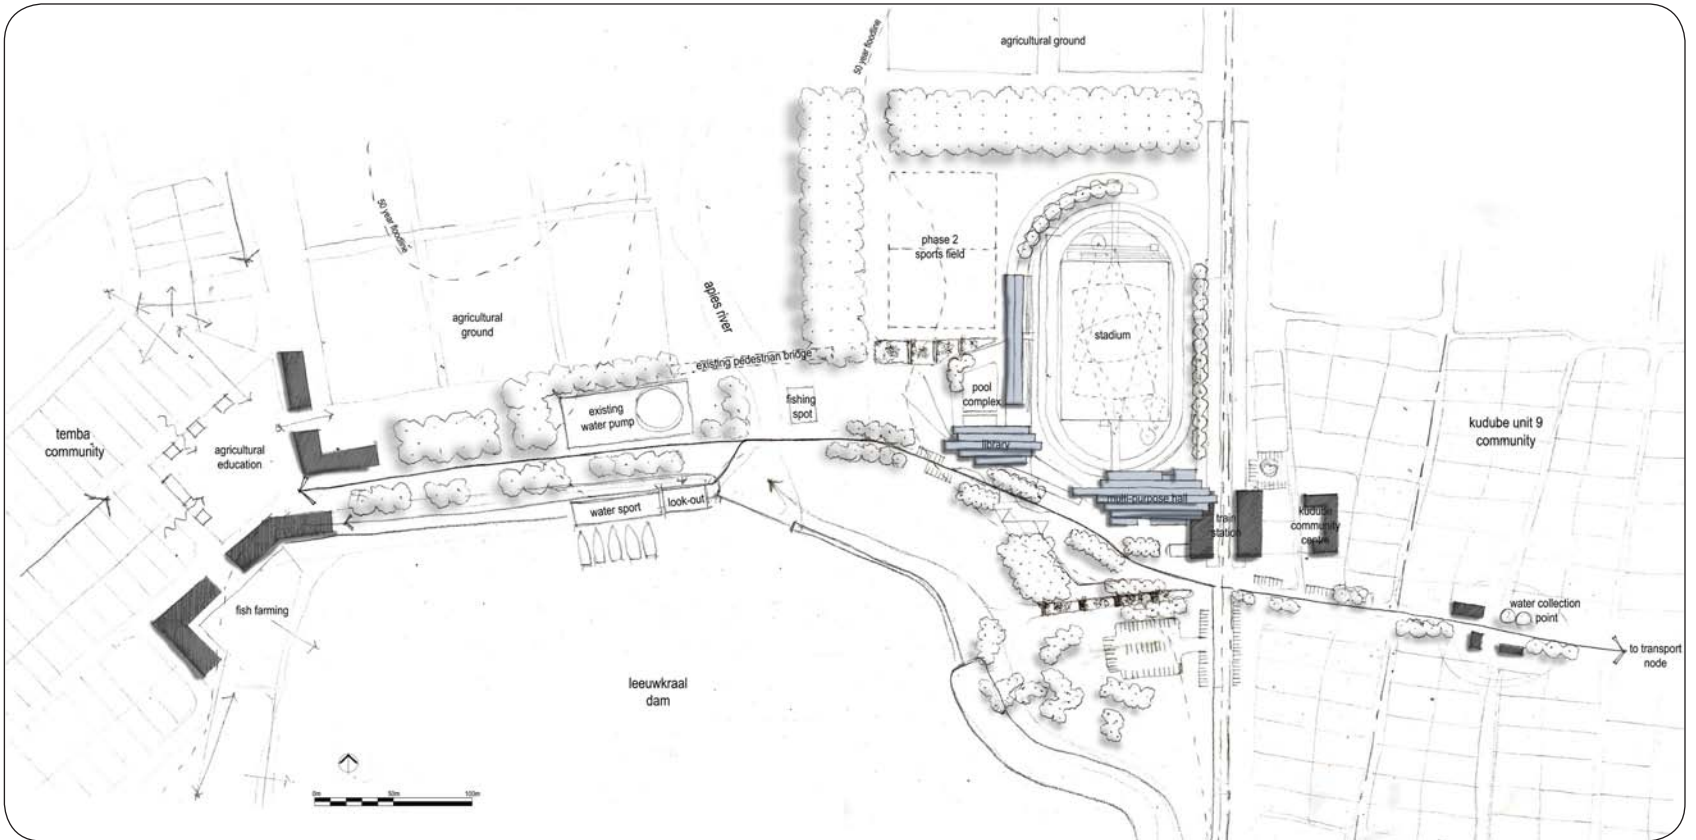 50 year floodline
agricultural ground
50 year floodline
phase 2
sports field
apies river
agricultural
ground
stadium
existing pedestrian bridge
pool
complex
fishing
spot
existing
water pump
temba
community
agricultural
education
kudube unit 9
community
library
multi-purpose hall
look-out
water sport
train
station
kudube
community
centre
fish farming
water collection
point
to transport
node
leeuwkraal
dam
0m 50m 100m